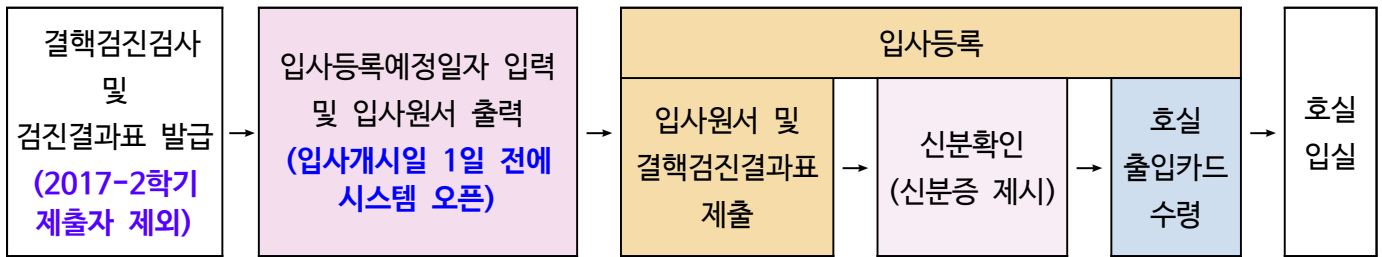 결핵검진검사
및
검진결과표 발급
(2017-2학기
제출자 제외)
→
입사등록예정일자 입력
및 입사원서 출력
(입사개시일 1일 전에
시스템 오픈)
→
입사등록
입사원서 및
결핵검진결과표
제출
→
신분확인
(신분증 제시)
→
호실
출입카드
수령
→
호실
입실